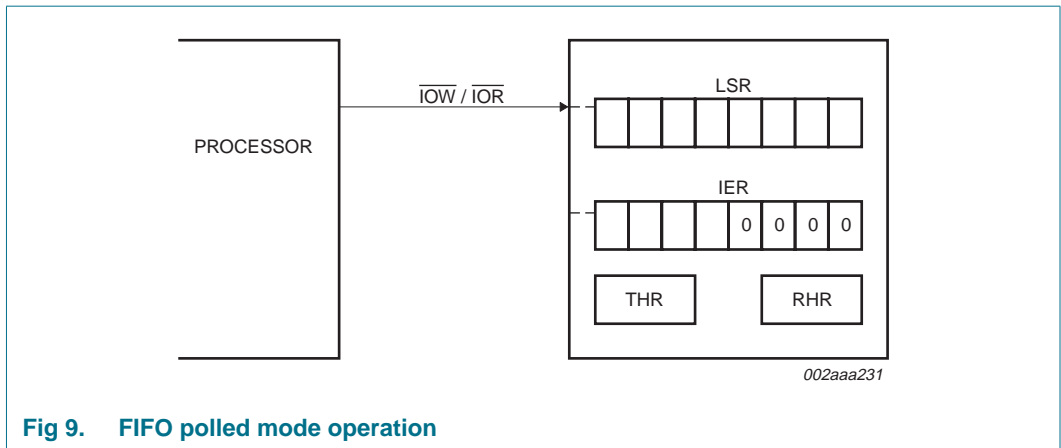 IOW / IOR
LSR
PROCESSOR
IER
0 0 0 0
THR RHR
002aaa231
Fig 9. FIFO polled mode operation